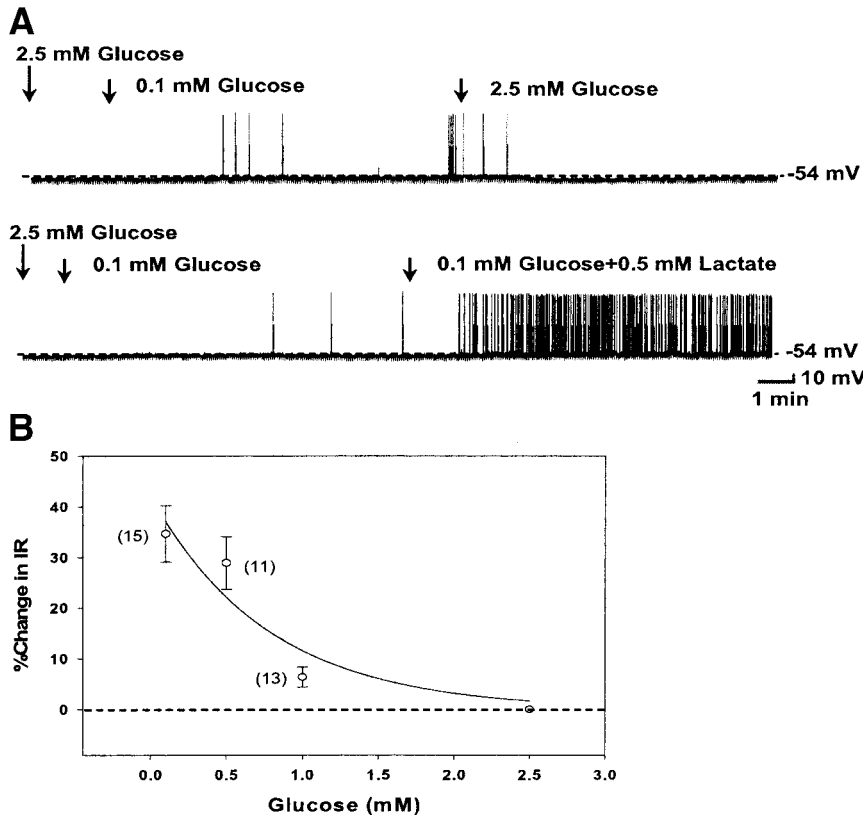 A
2.5 mM Glucose
0.1 mM Glucose
2.5 mM Glucose
-54 mV
2.5 mM Glucose
0.1 mM Glucose
0.1 mM Glucose+0.5 mM Lactate
-54 mV
10 mV
1 min
B
50
40
30
20
10
0
(15)
(11)
(13)
%Change in IR
0.0 0.5 1.0 1.5 2.0 2.5 3.0
Glucose (mM)